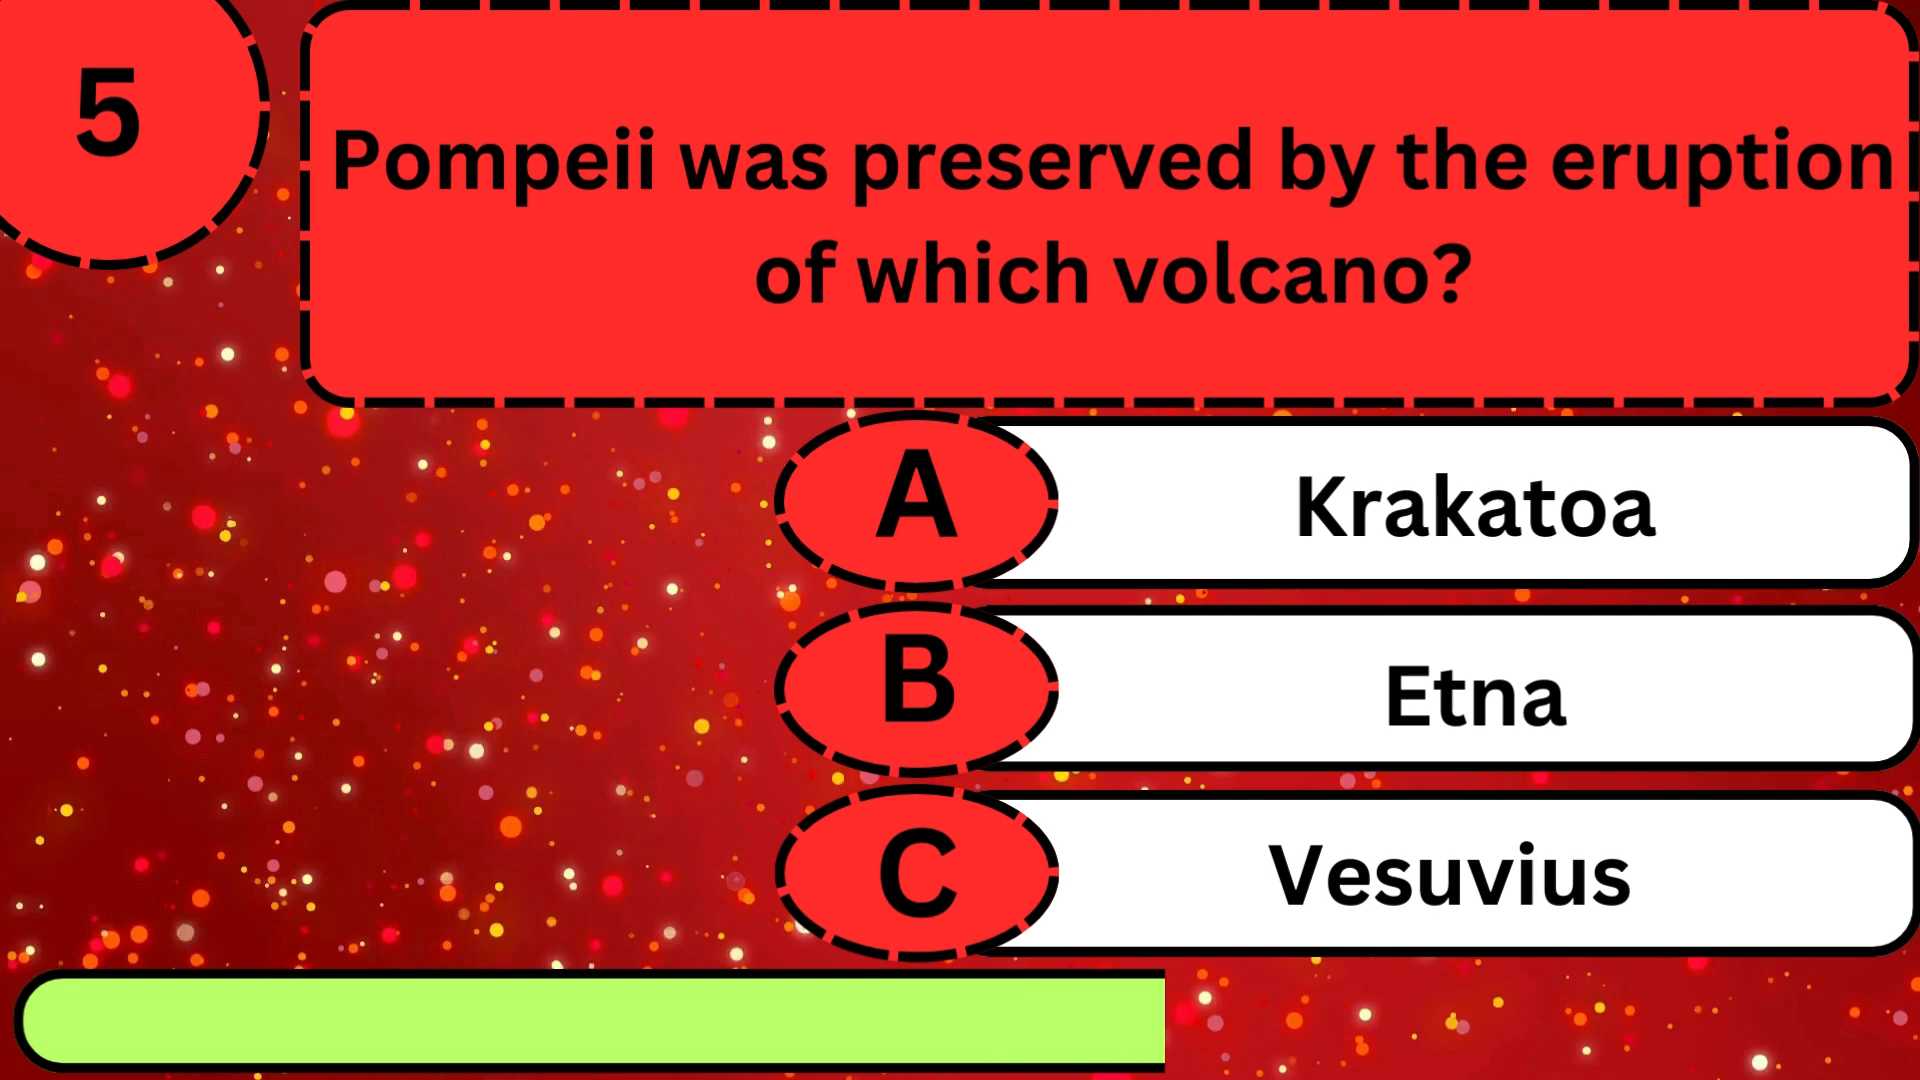 5
Pompeii was preserved by the eruption
of which volcano?
A
Krakatoa
B
Etna
C
Vesuvius